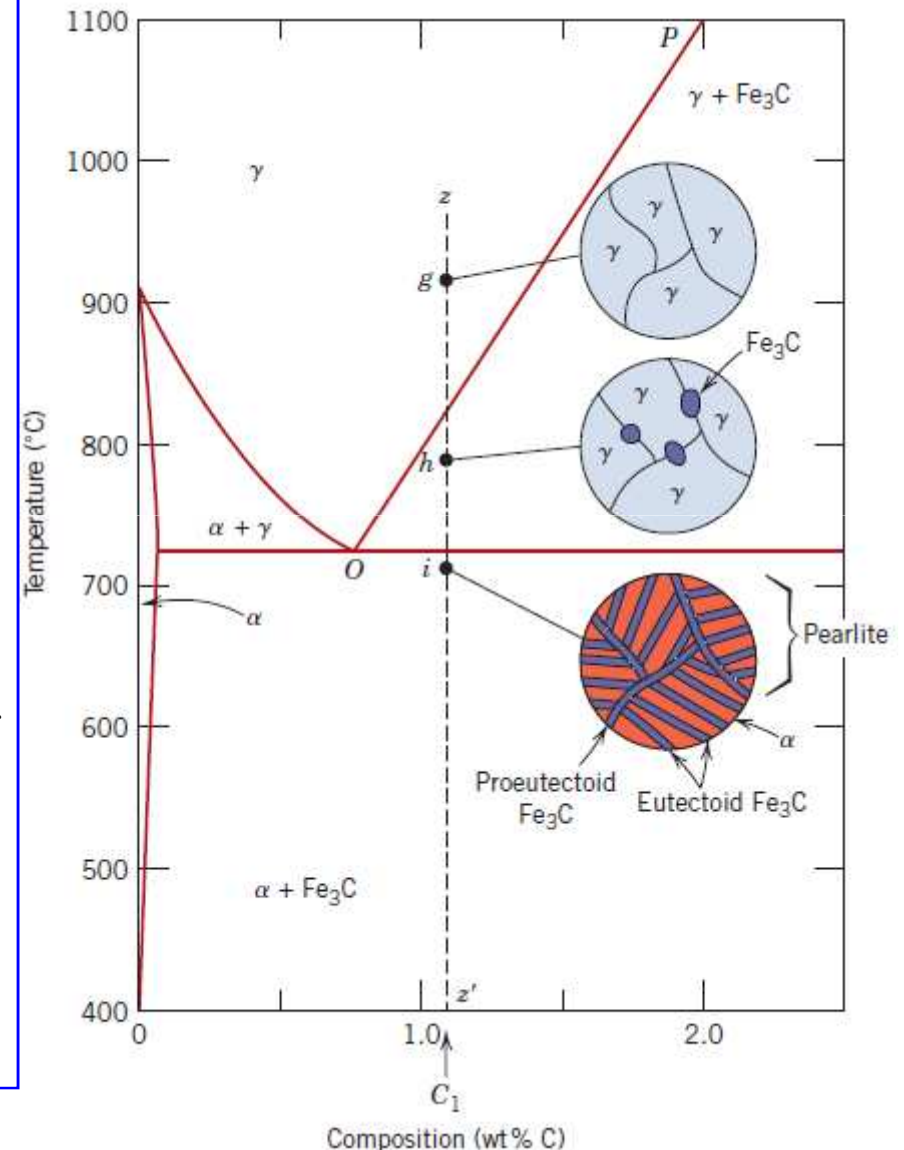 1100
P
γ + Fe3C
1000
γ
z
γ
γ
γ
γ
g
900
Fe3C
γ
γ
γ
γ
800
h
Temperature (°C)
α + γ
O
i
700
α
Pearlite
600
α
Proeutectoid
Fe3C
Eutectoid Fe3C
500
α + Fe3C
z′
400
0
1.0
2.0
C1
Composition (wt% C)